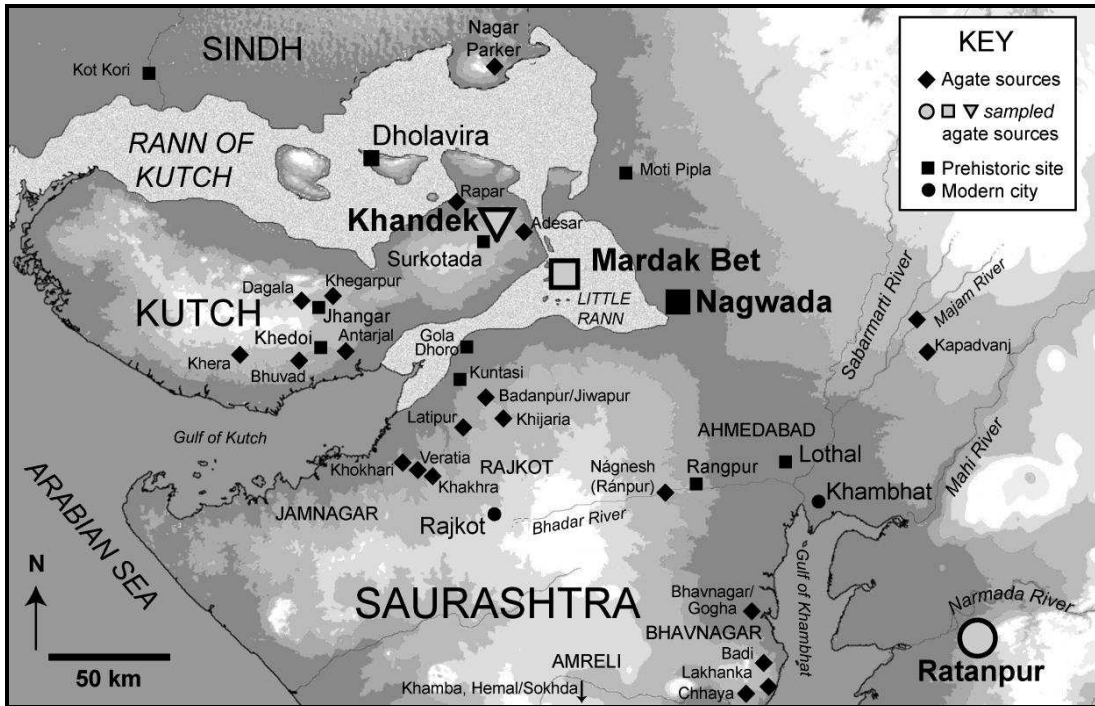 SINDH
Nagar
Parker
Kot Kori
RANN OF
KUTCH
Dholavira
Moti Pipla
Rapar
Khandek
Adesar
Surkotada
Mardak Bet
LITTLE
RANN
Nagwada
KUTCH
Dagala
Khegarpur
Jhangar
Khedoi
Antarjal
Khera
Bhuvad
Gola
Dhoro
Kuntasi
Badanpur/Jiwapur
Latipur
Khijaria
Gulf of Kutch
Khokhari
Veratia
Khakhra
RAJKOT
JAMNAGAR
Rajkot
Bhadar River
Nágnesh
(Ránpur)
Rangpur
AHMEDABAD
Lothal
Khambhat
Sabarmarti River
Majam River
Kapadvanj
Mahi River
ARABIAN SEA
SAURASHTRA
Bhavnagar/
Gogha
BHAVNAGAR
Badi
Lakhanka
Chhaya
AMRELI
Khamba, Hemal/Sokhda
Gulf of Khambhat
Narmada River
Ratanpur
N
50 km
KEY
Agate sources
sampled
agate sources
Prehistoric site
Modern city